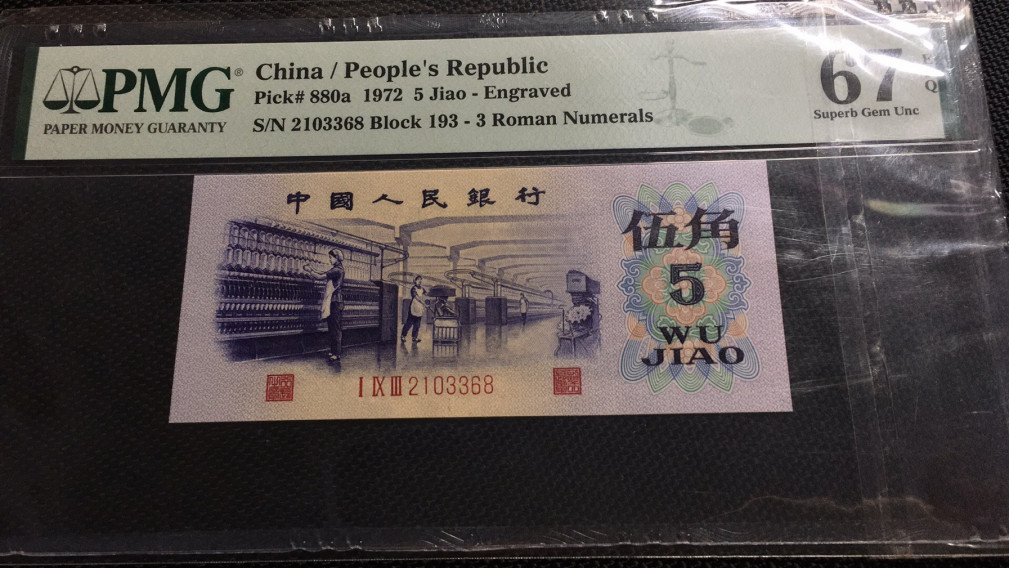 PMG®
PAPER MONEY GUARANTY
China / People's Republic
Pick# 880a 1972 5 Jiao - Engraved
S/N 2103368 Block 193 - 3 Roman Numerals
67
Superb Gem Unc
Q
中國人民銀行
伍角
5
WU
JIAO
I IX III 2103368